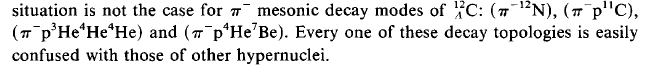 situation is not the case for π⁻ mesonic decay modes of ¹²ΛC: (π⁻¹²N), (π⁻p¹¹C),
(π⁻p³He⁴He⁴He) and (π⁻p⁴He⁷Be). Every one of these decay topologies is easily
confused with those of other hypernuclei.